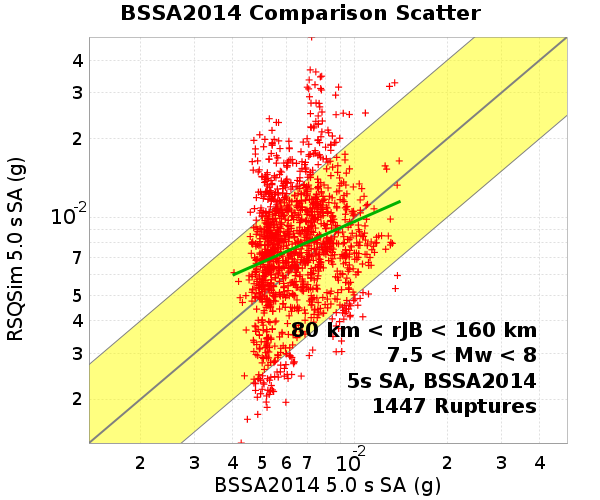 BSSA2014 Comparison Scatter
RSQSim 5.0 s SA (g)
4
3
2
10-2
7
5
4
3
2
80 km < rJB < 160 km
7.5 < Mw < 8
5s SA, BSSA2014
1447 Ruptures
2 3 4 5 6 7 10-2 2 3 4
BSSA2014 5.0 s SA (g)